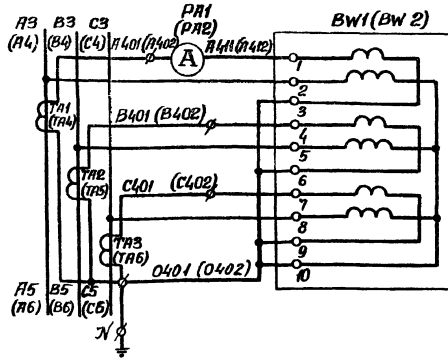 A3 B3 C3
(A4) (B4) (C4)
A401 (A402)
PA1
(PA2)
A
A411 (A412)
BW1 (BW 2)
1
2
TA1
(TA4)
B401 (B402)
3
4
5
TA2
(TA5)
C401 (C402)
6
7
8
TA3
(TA6)
9
10
O401 (O402)
A5 B5 C5
(A6) (B6) (C6)
N